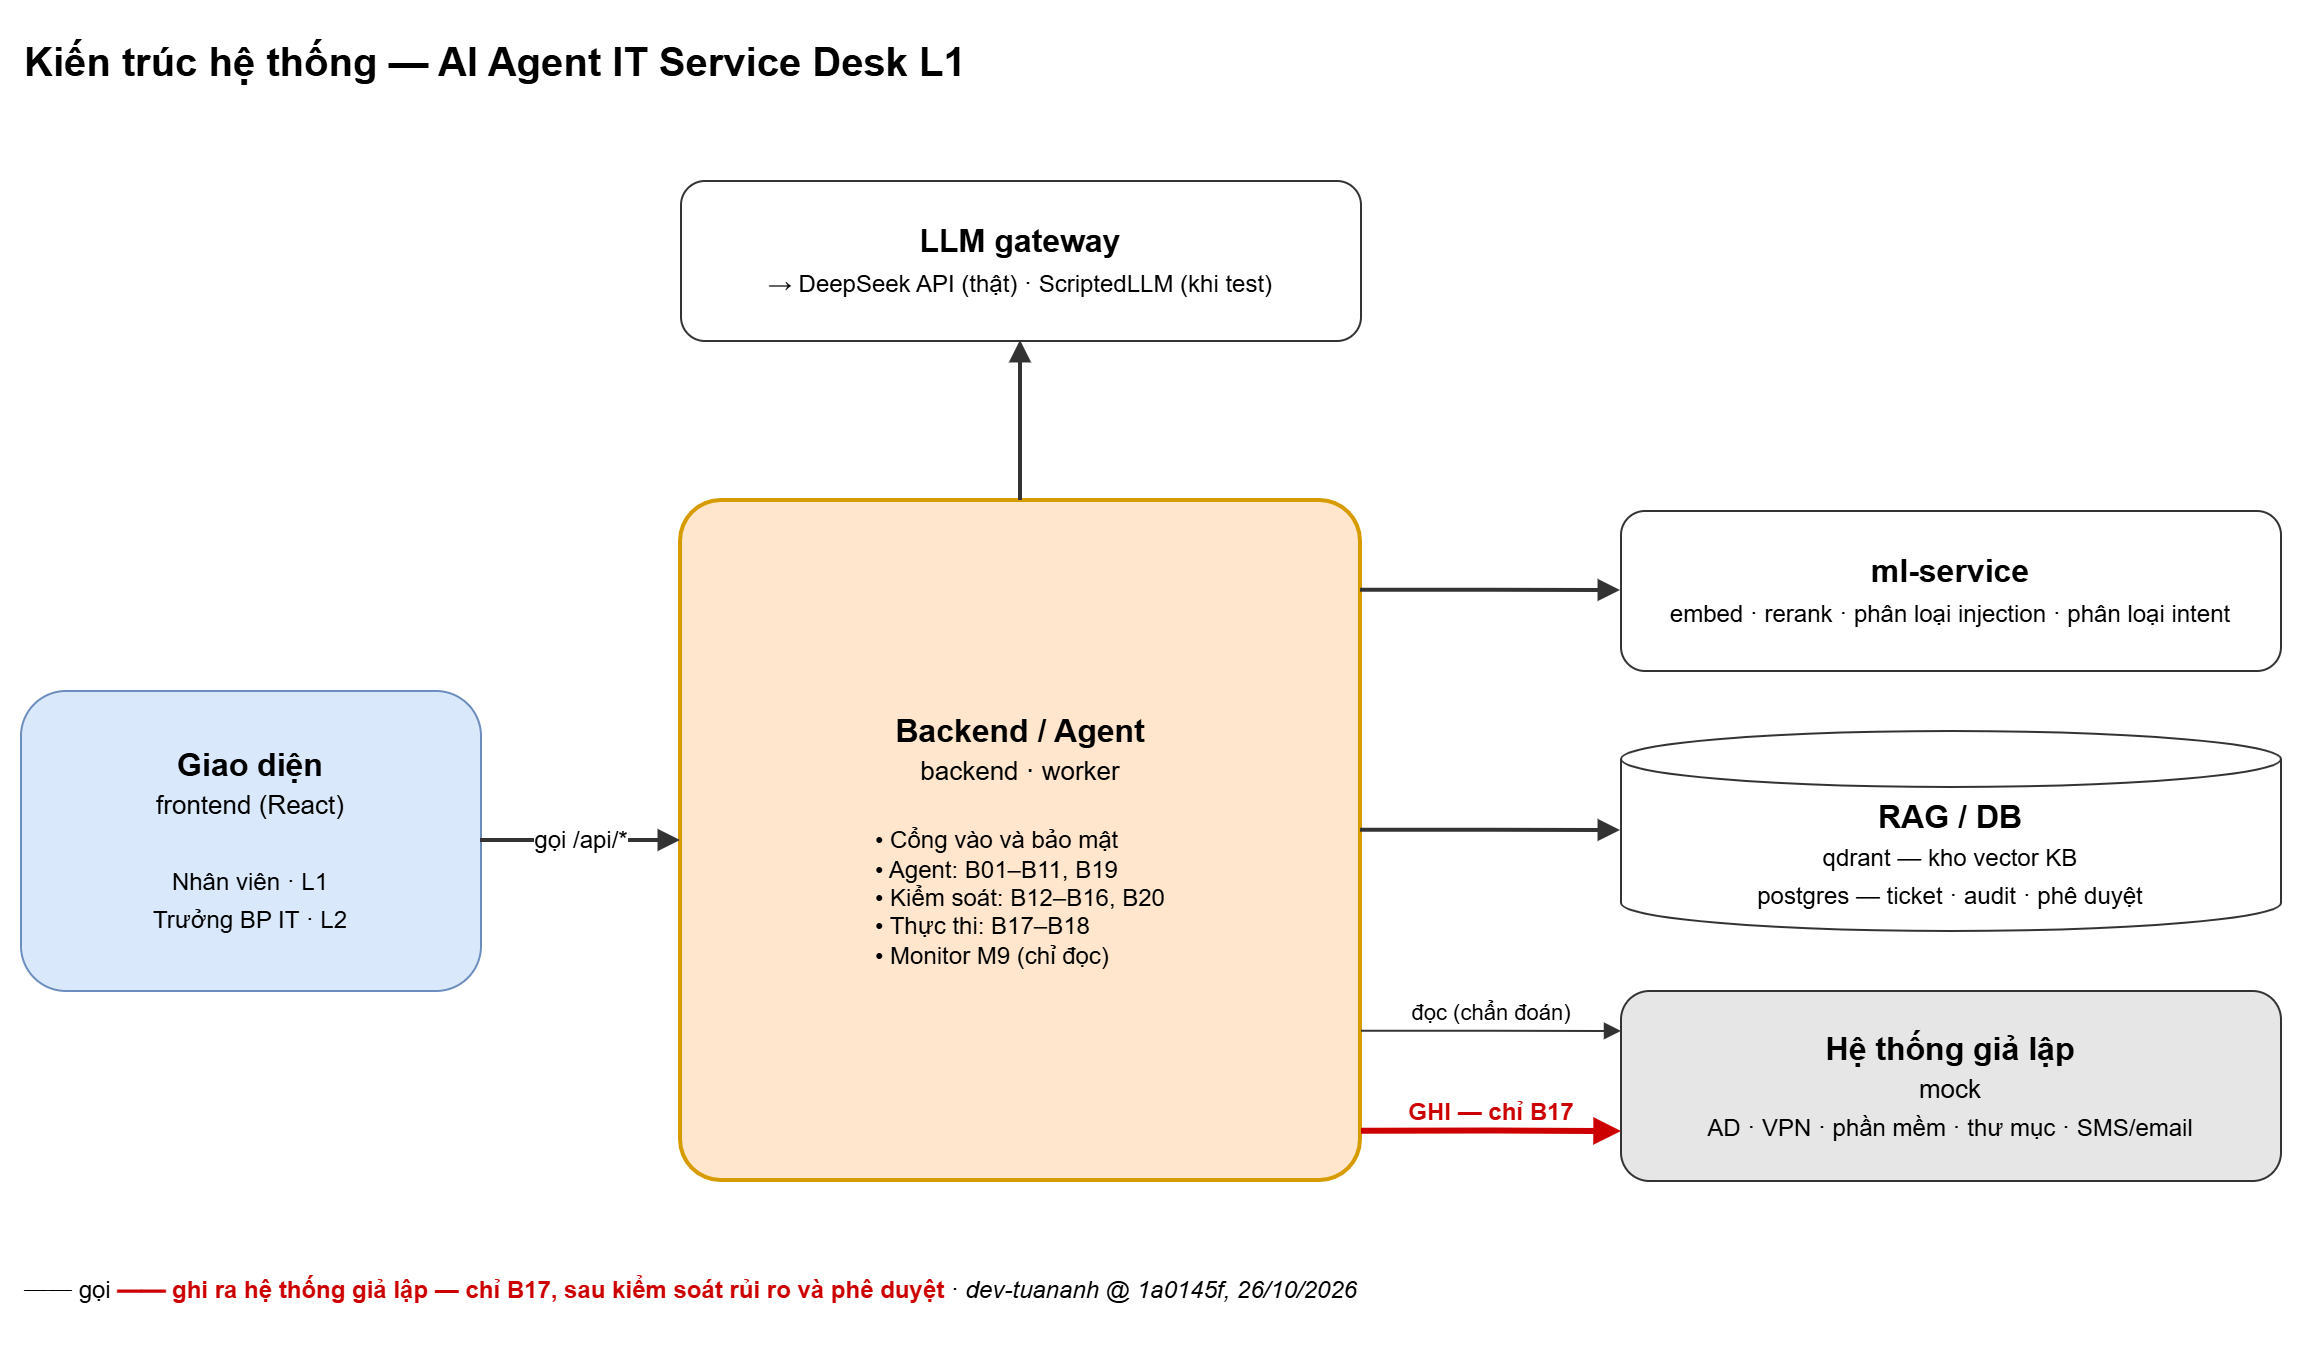 Kiến trúc hệ thống — AI Agent IT Service Desk L1
LLM gateway
→ DeepSeek API (thật) · ScriptedLLM (khi test)
Giao diện
frontend (React)
Nhân viên · L1
Trưởng BP IT · L2
gọi /api/*
Backend / Agent
backend · worker
• Cổng vào và bảo mật
• Agent: B01–B11, B19
• Kiểm soát: B12–B16, B20
• Thực thi: B17–B18
• Monitor M9 (chỉ đọc)
ml-service
embed · rerank · phân loại injection · phân loại intent
RAG / DB
qdrant — kho vector KB
postgres — ticket · audit · phê duyệt
đọc (chẩn đoán)
GHI — chỉ B17
Hệ thống giả lập
mock
AD · VPN · phần mềm · thư mục · SMS/email
—— gọi —— ghi ra hệ thống giả lập — chỉ B17, sau kiểm soát rủi ro và phê duyệt · dev-tuananh @ 1a0145f, 26/10/2026